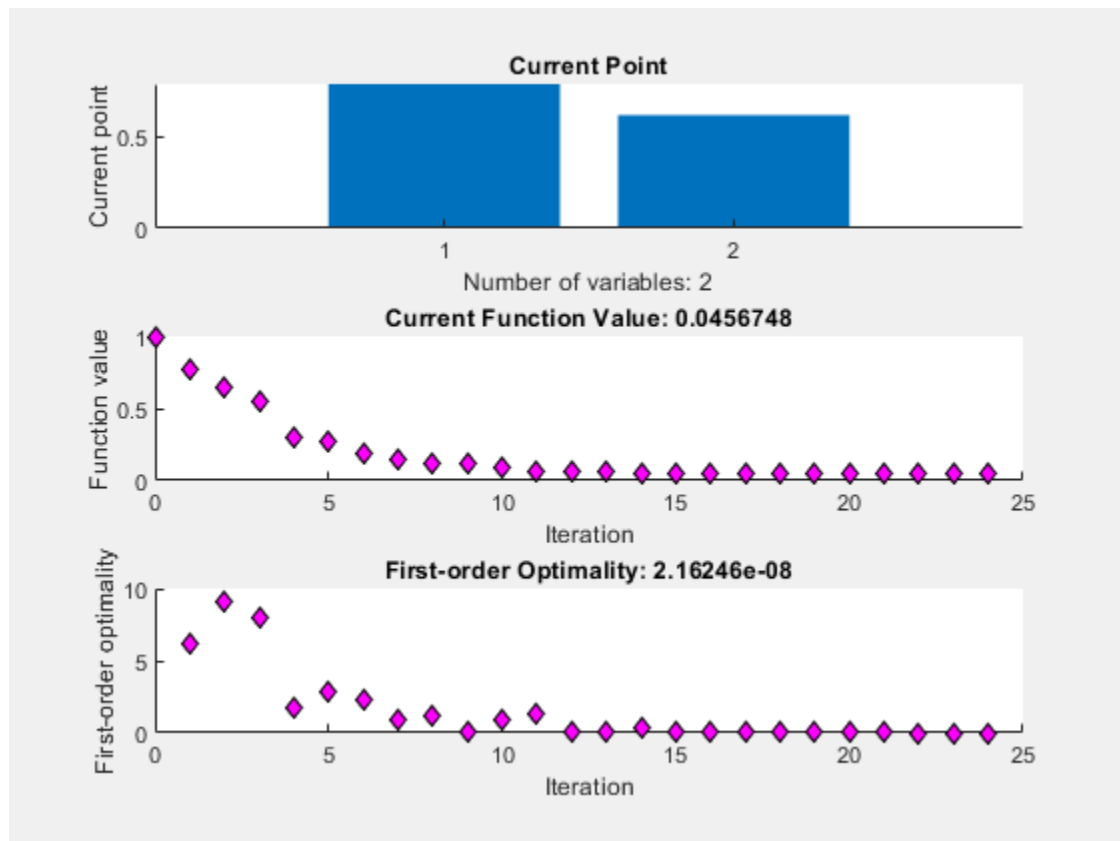 Current Point
Current point
0.5
0
1 2
Number of variables: 2
Current Function Value: 0.0456748
Function value
1
0.5
0
0 5 10 15 20 25
Iteration
First-order Optimality: 2.16246e-08
First-order optimality
10
5
0
0 5 10 15 20 25
Iteration